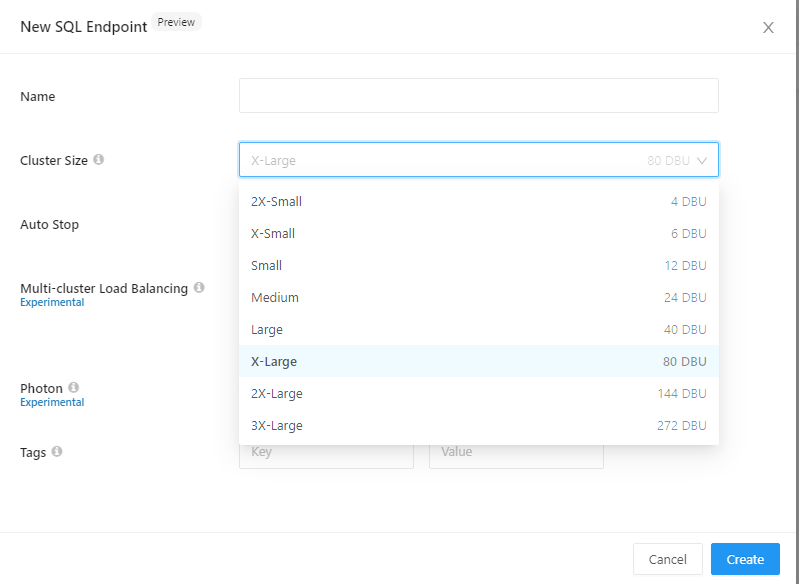 New SQL Endpoint Preview
Name
Cluster Size
X-Large 80 DBU
2X-Small 4 DBU
X-Small 6 DBU
Auto Stop
Small 12 DBU
Multi-cluster Load Balancing
Experimental
Medium 24 DBU
Large 40 DBU
X-Large 80 DBU
Photon
Experimental
2X-Large 144 DBU
3X-Large 272 DBU
Tags
Key Value
Cancel Create